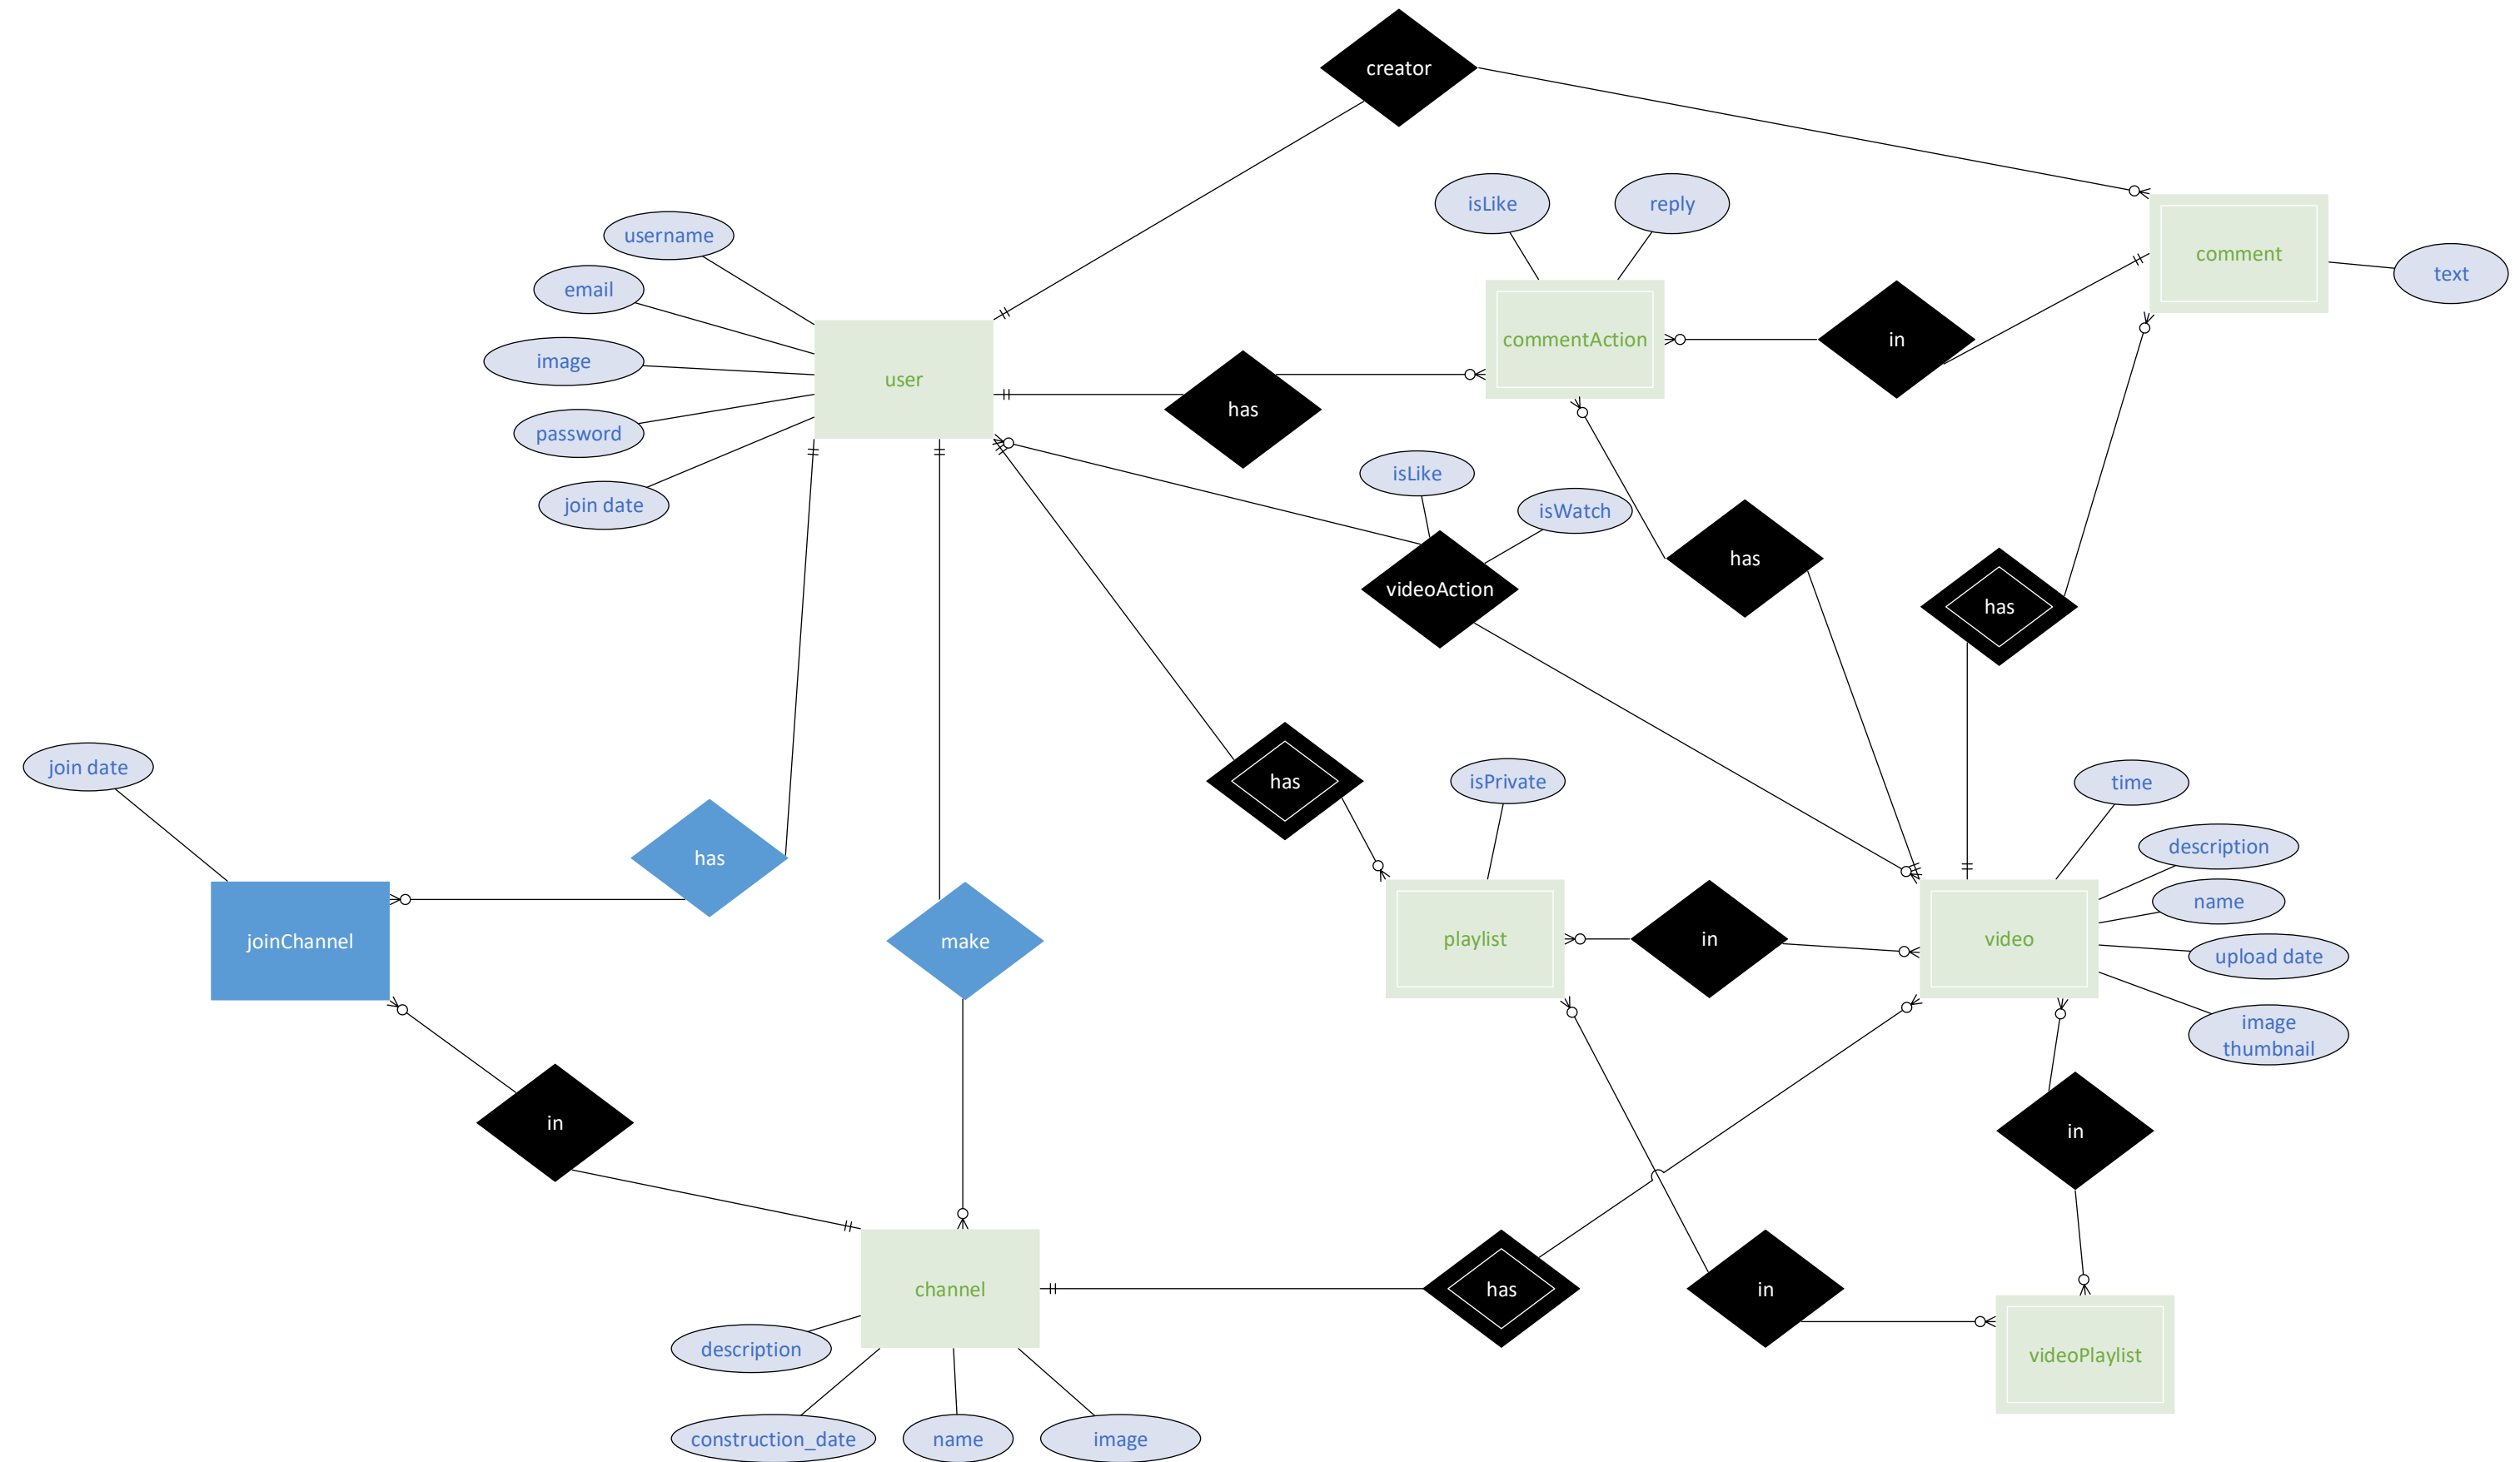 creator
isLike
reply
username
comment
text
email
commentAction
in
image
user
has
password
isLike
join date
isWatch
has
videoAction
has
join date
has
isPrivate
time
has
description
name
joinChannel
make
playlist
in
video
upload date
image
thumbnail
in
in
channel
has
in
description
videoPlaylist
construction_date
name
image